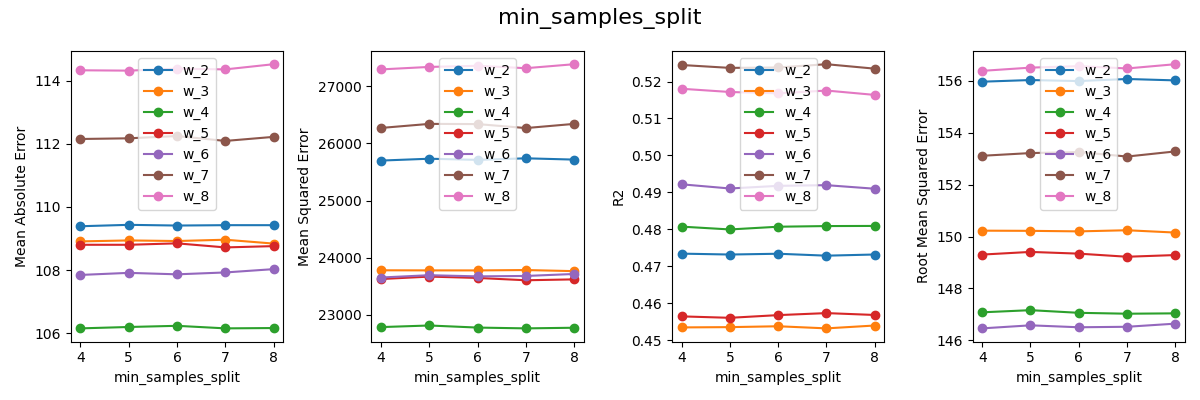 min_samples_split
Mean Absolute Error
114
112
110
108
106
4 5 6 7 8
min_samples_split
w_2
w_3
w_4
w_5
w_6
w_7
w_8
Mean Squared Error
27000
26000
25000
24000
23000
4 5 6 7 8
min_samples_split
w_2
w_3
w_4
w_5
w_6
w_7
w_8
R2
0.52
0.51
0.50
0.49
0.48
0.47
0.46
0.45
4 5 6 7 8
min_samples_split
w_2
w_3
w_4
w_5
w_6
w_7
w_8
Root Mean Squared Error
156
154
152
150
148
146
4 5 6 7 8
min_samples_split
w_2
w_3
w_4
w_5
w_6
w_7
w_8